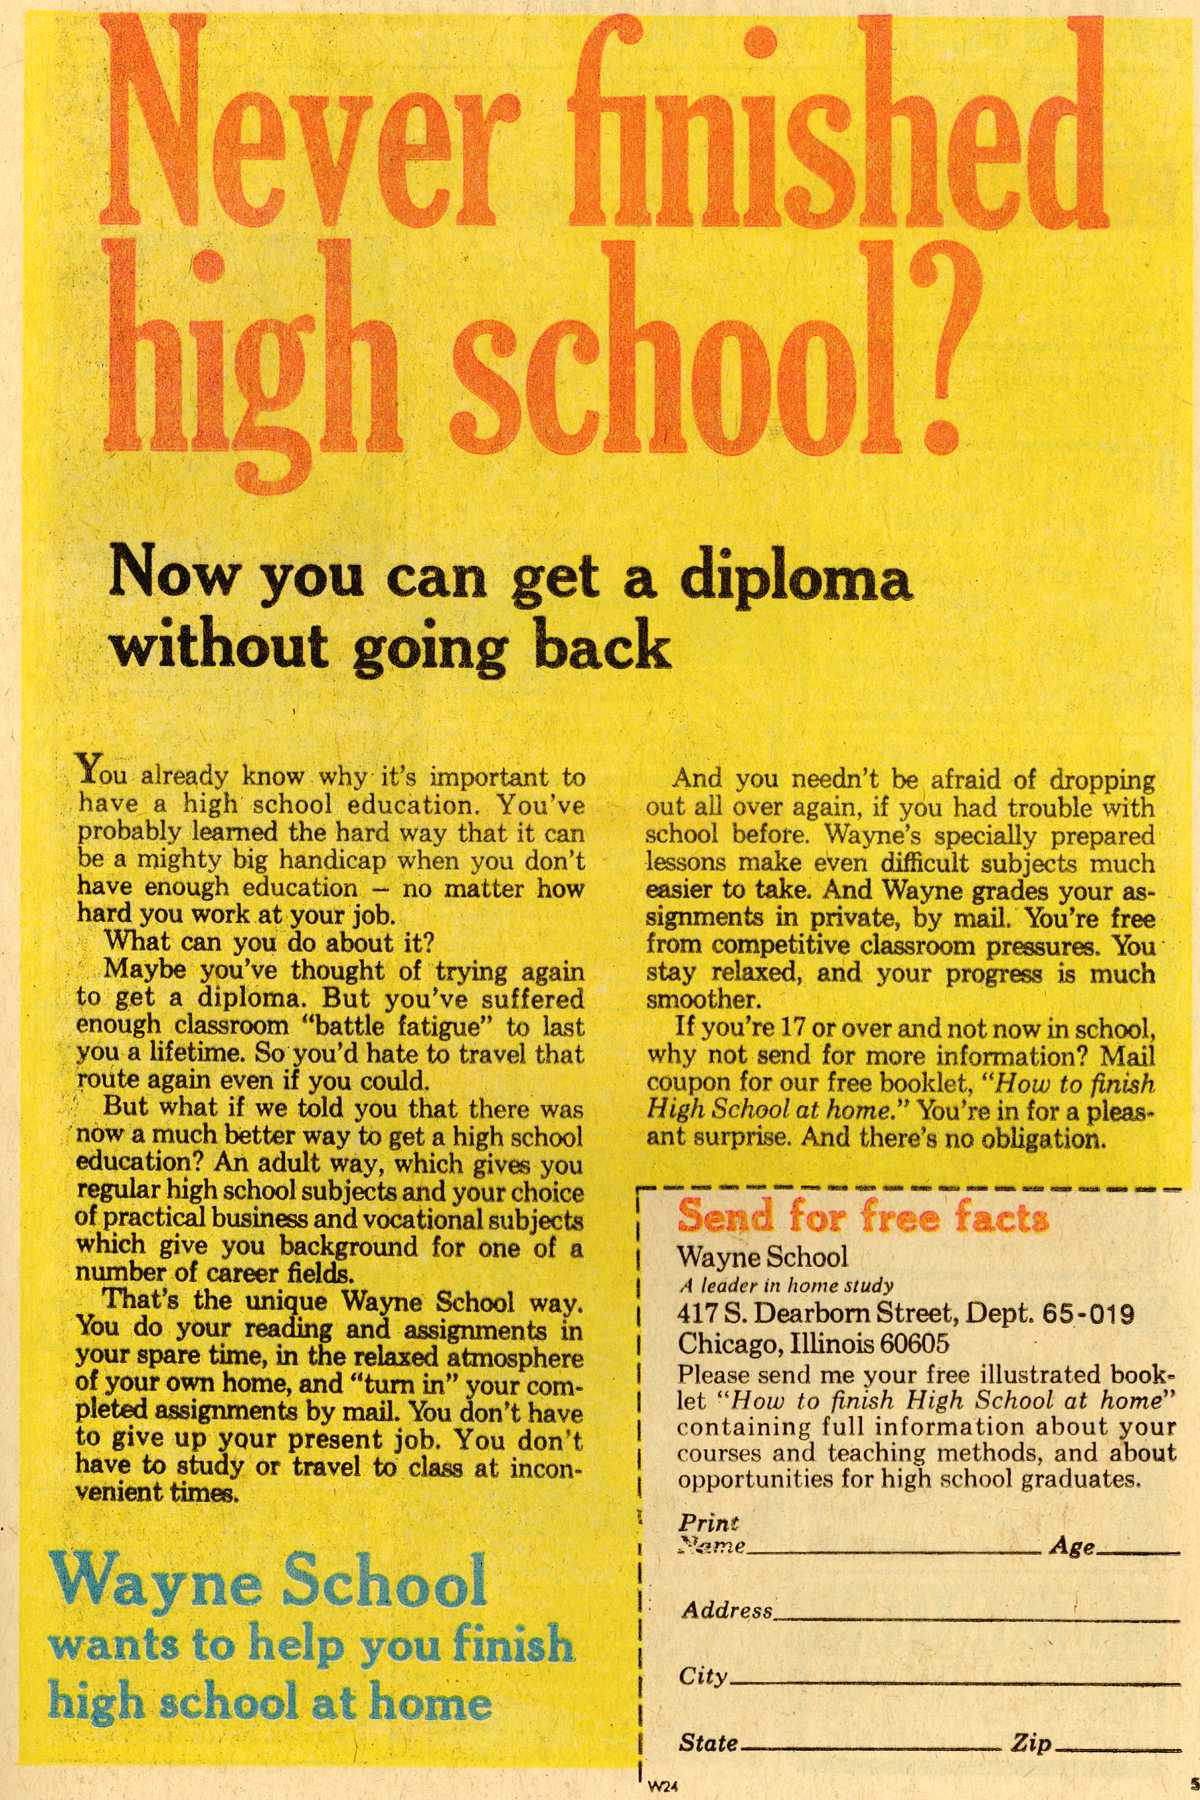 Never finished
high school?
Now you can get a diploma
without going back
You already know why it's important to
have a high school education. You've
probably learned the hard way that it can
be a mighty big handicap when you don't
have enough education — no matter how
hard you work at your job.
What can you do about it?
Maybe you've thought of trying again
to get a diploma. But you've suffered
enough classroom "battle fatigue" to last
you a lifetime. So you'd hate to travel that
route again even if you could.
But what if we told you that there was
now a much better way to get a high school
education? An adult way, which gives you
regular high school subjects and your choice
of practical business and vocational subjects
which give you background for one of a
number of career fields.
That's the unique Wayne School way.
You do your reading and assignments in
your spare time, in the relaxed atmosphere
of your own home, and "turn in" your com-
pleted assignments by mail. You don't have
to give up your present job. You don't
have to study or travel to class at incon-
venient times.
Wayne School
wants to help you finish
high school at home
And you needn't be afraid of dropping
out all over again, if you had trouble with
school before. Wayne's specially prepared
lessons make even difficult subjects much
easier to take. And Wayne grades your as-
signments in private, by mail. You're free
from competitive classroom pressures. You
stay relaxed, and your progress is much
smoother.
If you're 17 or over and not now in school,
why not send for more information? Mail
coupon for our free booklet, "How to finish
High School at home." You're in for a pleas-
ant surprise. And there's no obligation.
Send for free facts
Wayne School
A leader in home study
417 S. Dearborn Street, Dept. 65-019
Chicago, Illinois 60605
Please send me your free illustrated book-
let "How to finish High School at home"
containing full information about your
courses and teaching methods, and about
opportunities for high school graduates.
Print
Name Age
Address
City
State Zip
W24
5